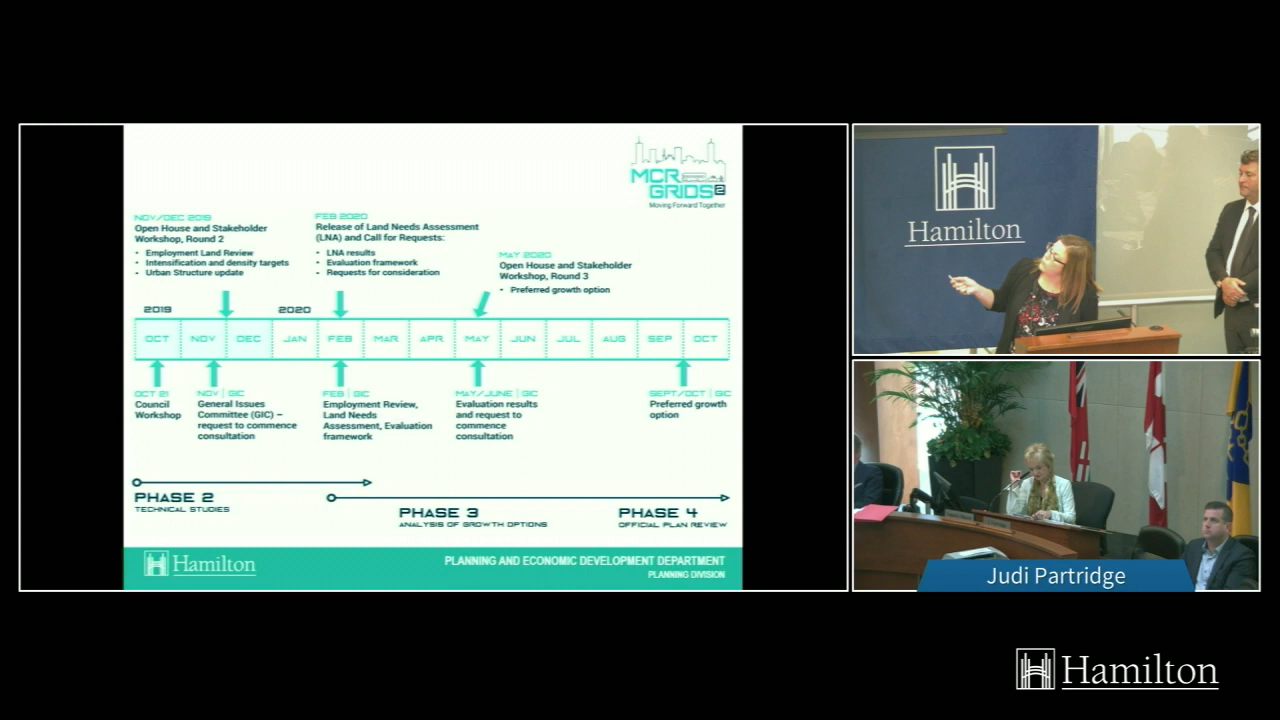 MCR
GRIDS2
Moving Forward Together
NOV/DEC 2019
Open House and Stakeholder
Workshop, Round 2
• Employment Land Review
• Intensification and density targets
• Urban Structure update
FEB 2020
Release of Land Needs Assessment
(LNA) and Call for Requests:
• LNA results
• Evaluation framework
• Requests for consideration
MAY 2020
Open House and Stakeholder
Workshop, Round 3
• Preferred growth option
2019 2020
OCT NOV DEC JAN FEB MAR APR MAY JUN JUL AUG SEP OCT
OCT 21
Council
Workshop
NOV | GIC
General Issues
Committee (GIC) –
request to commence
consultation
FEB | GIC
Employment Review,
Land Needs
Assessment, Evaluation
framework
MAY/JUNE | GIC
Evaluation results
and request to
commence
consultation
SEPT/OCT | GIC
Preferred growth
option
PHASE 2
TECHNICAL STUDIES
PHASE 3
ANALYSIS OF GROWTH OPTIONS
PHASE 4
OFFICIAL PLAN REVIEW
Hamilton
PLANNING AND ECONOMIC DEVELOPMENT DEPARTMENT
PLANNING DIVISION
Hamilton
Judi Partridge
Hamilton